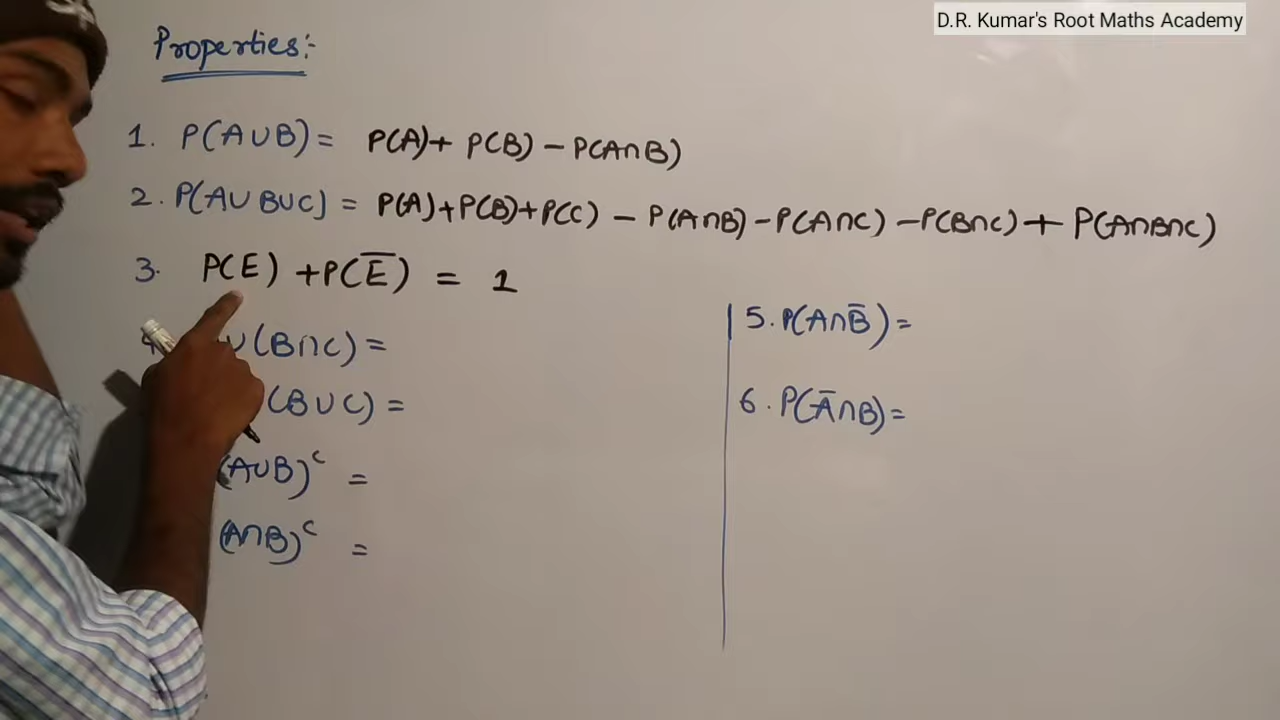 D.R. Kumar's Root Maths Academy
Properties:-
1. P(A∪B) = P(A)+ P(B) - P(A∩B)
2. P(A∪B∪C) = P(A)+P(B)+P(C) - P(A∩B) - P(A∩C) - P(B∩C) + P(A∩B∩C)
3. P(E) + P(E̅) = 1
∪(B∩C) =
(B∪C) =
(A∪B)ᶜ =
(A∩B)ᶜ =
5. P(A∩B̅) =
6. P(A̅∩B) =